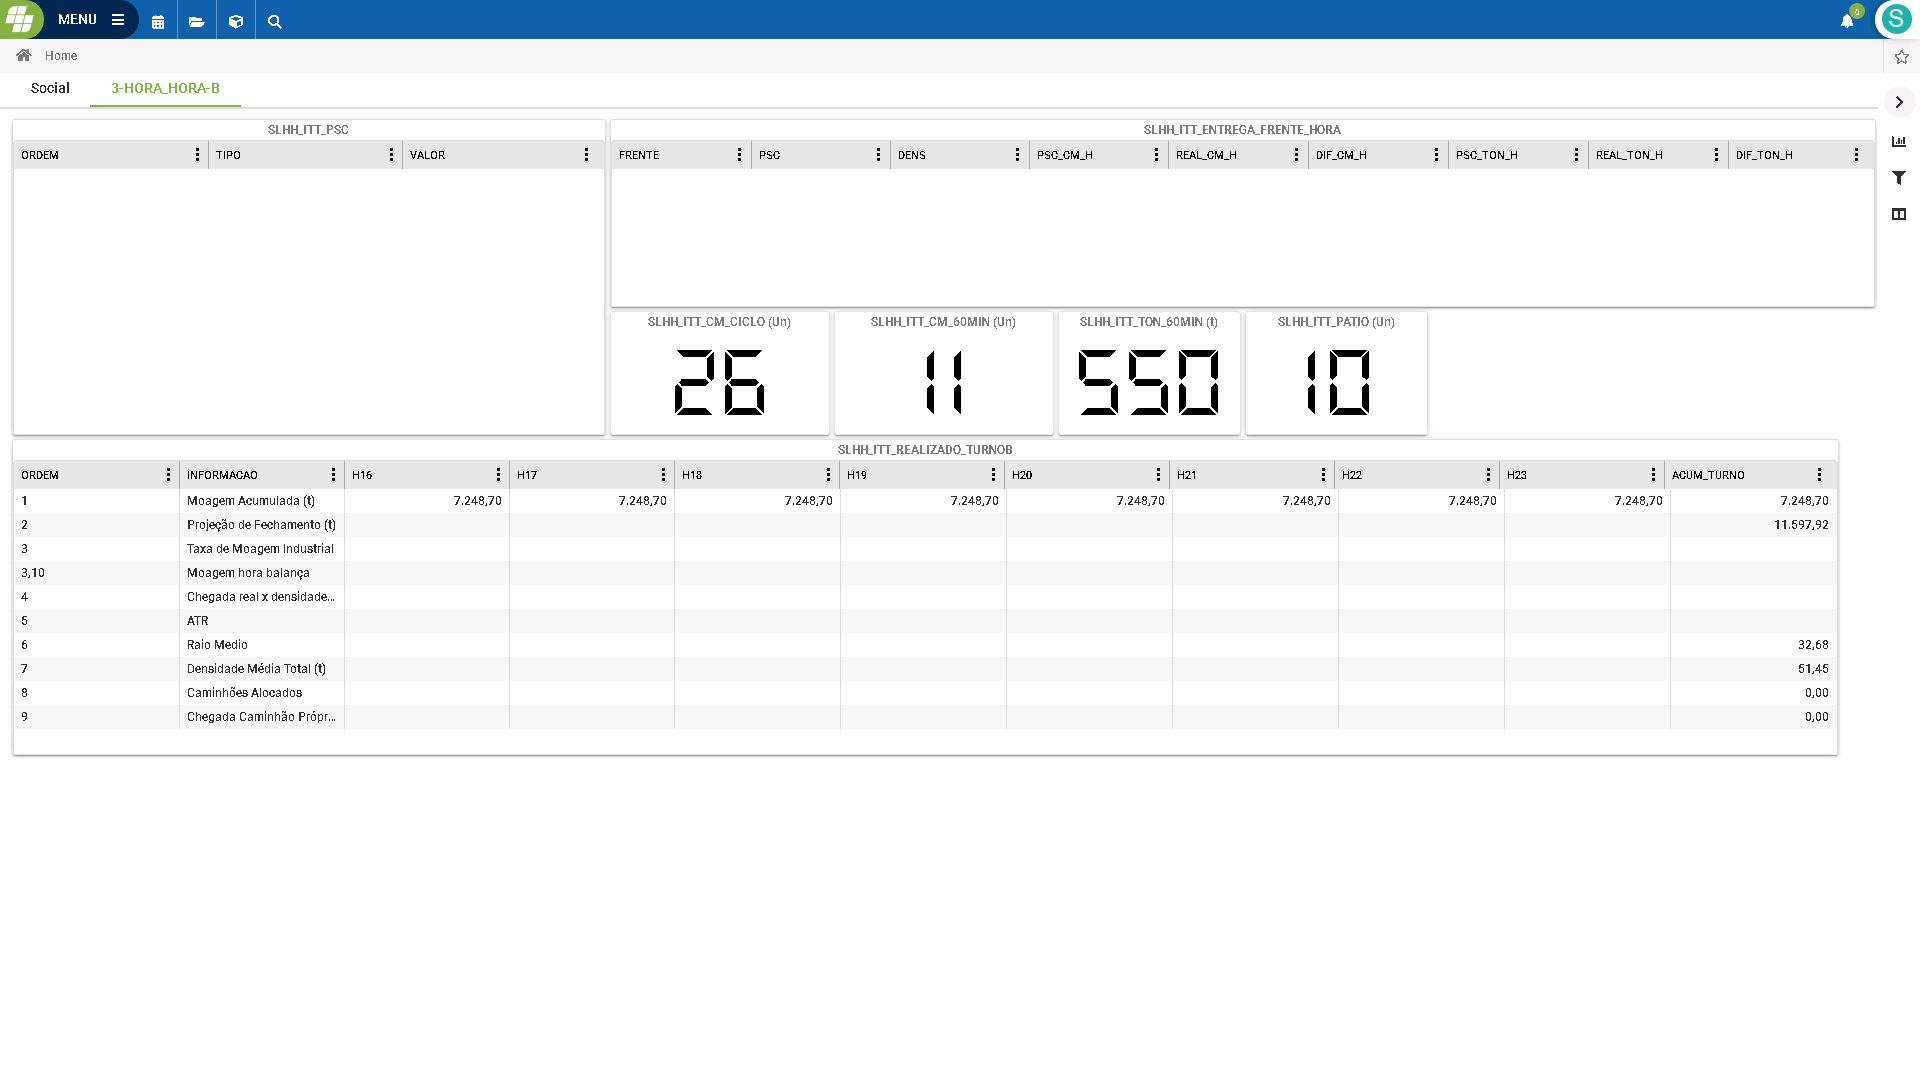 MENU
0
S
Home
Social
3-HORA_HORA-B
SLHH_ITT_PSC
ORDEM TIPO VALOR
SLHH_ITT_ENTREGA_FRENTE_HORA
FRENTE PSC DENS PSC_CM_H REAL_CM_H DIF_CM_H PSC_TON_H REAL_TON_H DIF_TON_H
SLHH_ITT_CM_CICLO (Un)
26
SLHH_ITT_CM_60MIN (Un)
11
SLHH_ITT_TON_60MIN (t)
550
SLHH_ITT_PATIO (Un)
10
SLHH_ITT_REALIZADO_TURNOB
ORDEM INFORMACAO H16 H17 H18 H19 H20 H21 H22 H23 ACUM_TURNO
1 Moagem Acumulada (t) 7.248,70 7.248,70 7.248,70 7.248,70 7.248,70 7.248,70 7.248,70 7.248,70 7.248,70
2 Projeção de Fechamento (t) 11.597,92
3 Taxa de Moagem Industrial
3,10 Moagem hora balança
4 Chegada real x densidade...
5 ATR
6 Raio Medio 32,68
7 Densidade Média Total (t) 51,45
8 Caminhões Alocados 0,00
9 Chegada Caminhão Própr... 0,00